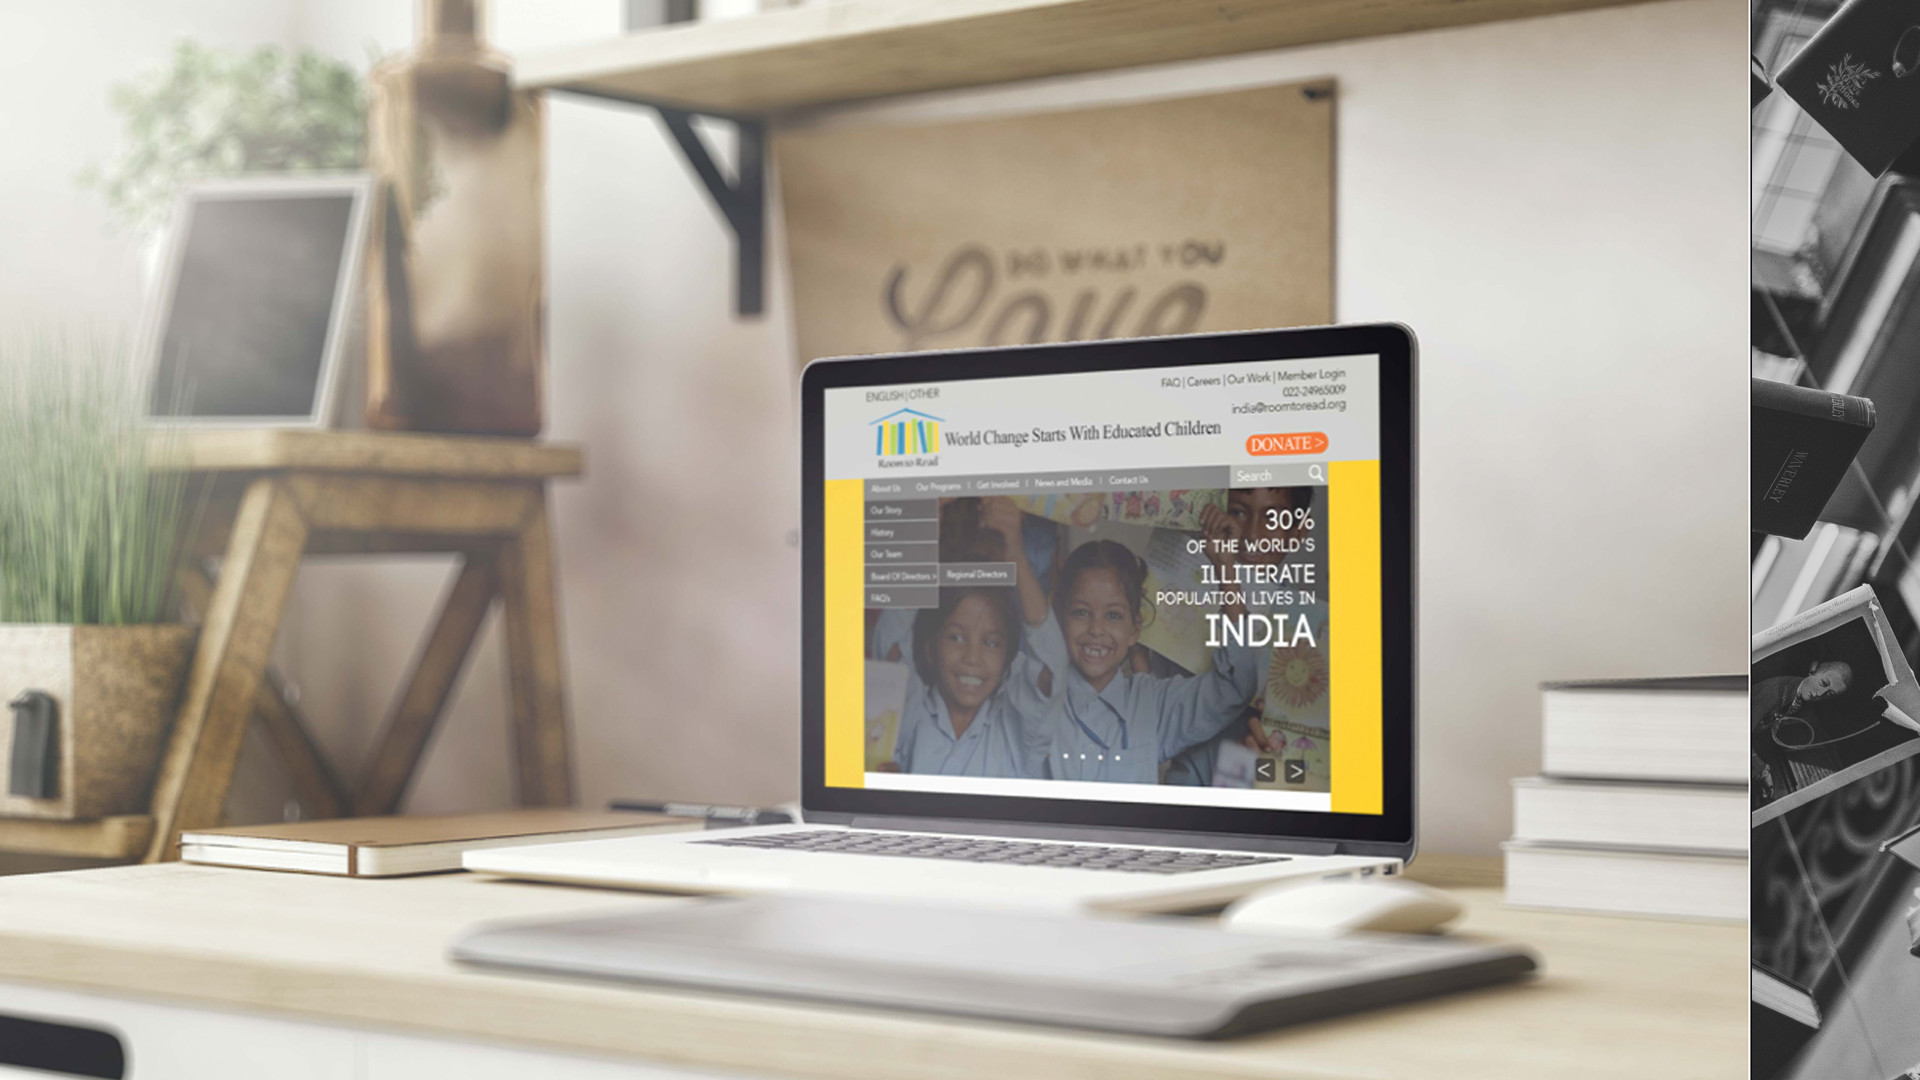 DO WHAT YOU
Love
ENGLISH | OTHER
FAQ | Careers | Our Work | Member Login
022-24965009
india@roomtoread.org
Room to Read
World Change Starts With Educated Children
DONATE >
About Us
Our Programs | Get Involved | News and Media | Contact Us
Search
Our Story
History
Our Team
Board Of Directors >
Regional Directors
FAQ's
30%
OF THE WORLD'S
ILLITERATE
POPULATION LIVES IN
INDIA
< >
WAVERLEY